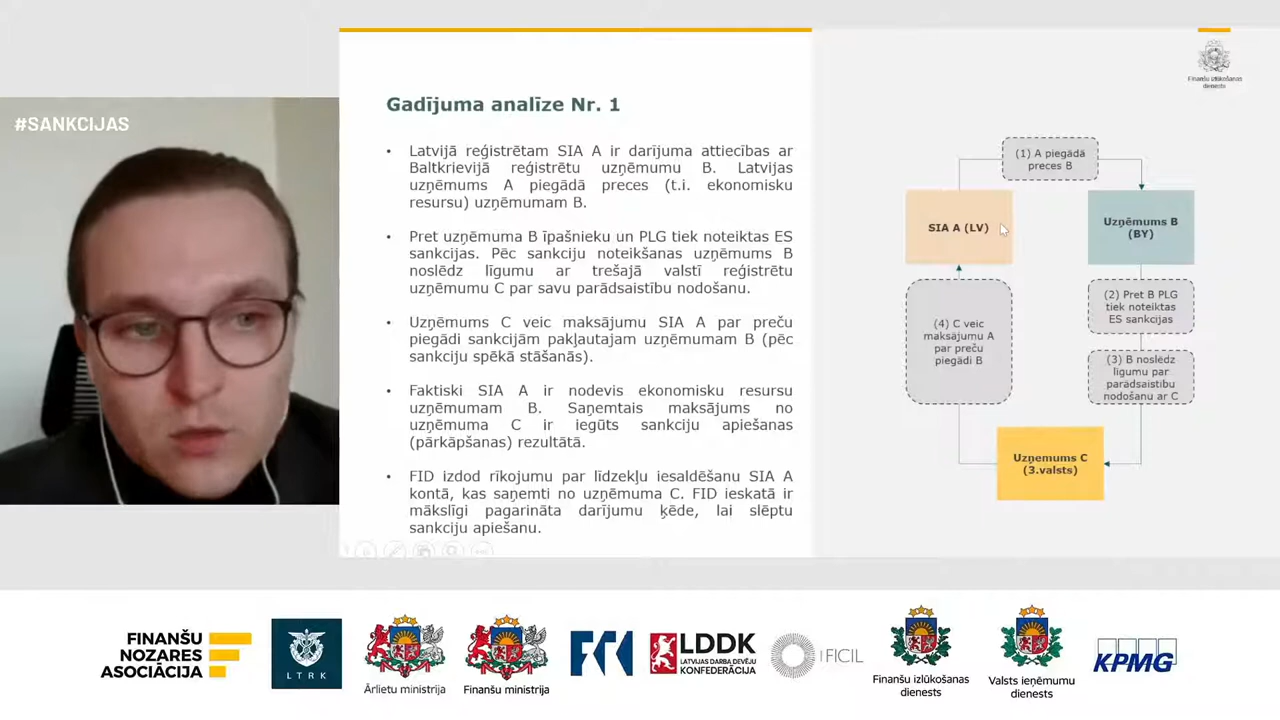 #SANKCIJAS
Gadījuma analīze Nr. 1
• Latvijā reģistrētam SIA A ir darījuma attiecības ar
Baltkrievijā reģistrētu uzņēmumu B. Latvijas
uzņēmums A piegādā preces (t.i. ekonomisku
resursu) uzņēmumam B.
• Pret uzņēmuma B īpašnieku un PLG tiek noteiktas ES
sankcijas. Pēc sankciju noteikšanas uzņēmums B
noslēdz līgumu ar trešajā valstī reģistrētu
uzņēmumu C par savu parādsaistību nodošanu.
• Uzņēmums C veic maksājumu SIA A par preču
piegādi sankcijām pakļautajam uzņēmumam B (pēc
sankciju spēkā stāšanās).
• Faktiski SIA A ir nodevis ekonomisku resursu
uzņēmumam B. Saņemtais maksājums no
uzņēmuma C ir iegūts sankciju apiešanas
(pārkāpšanas) rezultātā.
• FID izdod rīkojumu par līdzekļu iesaldēšanu SIA A
kontā, kas saņemti no uzņēmuma C. FID ieskatā ir
mākslīgi pagarināta darījumu ķēde, lai slēptu
sankciju apiešanu.
Finanšu izlūkošanas
dienests
(1) A piegādā
preces B
SIA A (LV)
Uzņēmums B
(BY)
(4) C veic
maksājumu A
par preču
piegādi B
(2) Pret B PLG
tiek noteiktas
ES sankcijas
(3) B noslēdz
līgumu par
parādsaistību
nodošanu ar C
Uzņemums C
(3.valsts)
FINANŠU
NOZARES
ASOCIĀCIJA
LTRK
Ārlietu ministrija
Finanšu ministrija
LDDK
LATVIJAS DARBA DEVĒJU
KONFEDERĀCIJA
FICIL
Finanšu izlūkošanas
dienests
Valsts ieņēmumu
dienests
KPMG